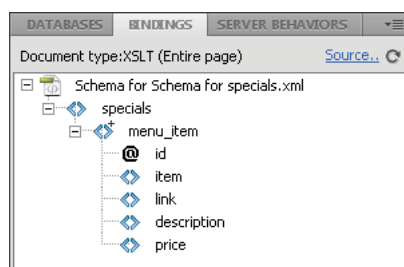 DATABASES BINDINGS SERVER BEHAVIORS
Document type:XSLT (Entire page) Source..
Schema for Schema for specials.xml
specials
menu_item
@ id
item
link
description
price